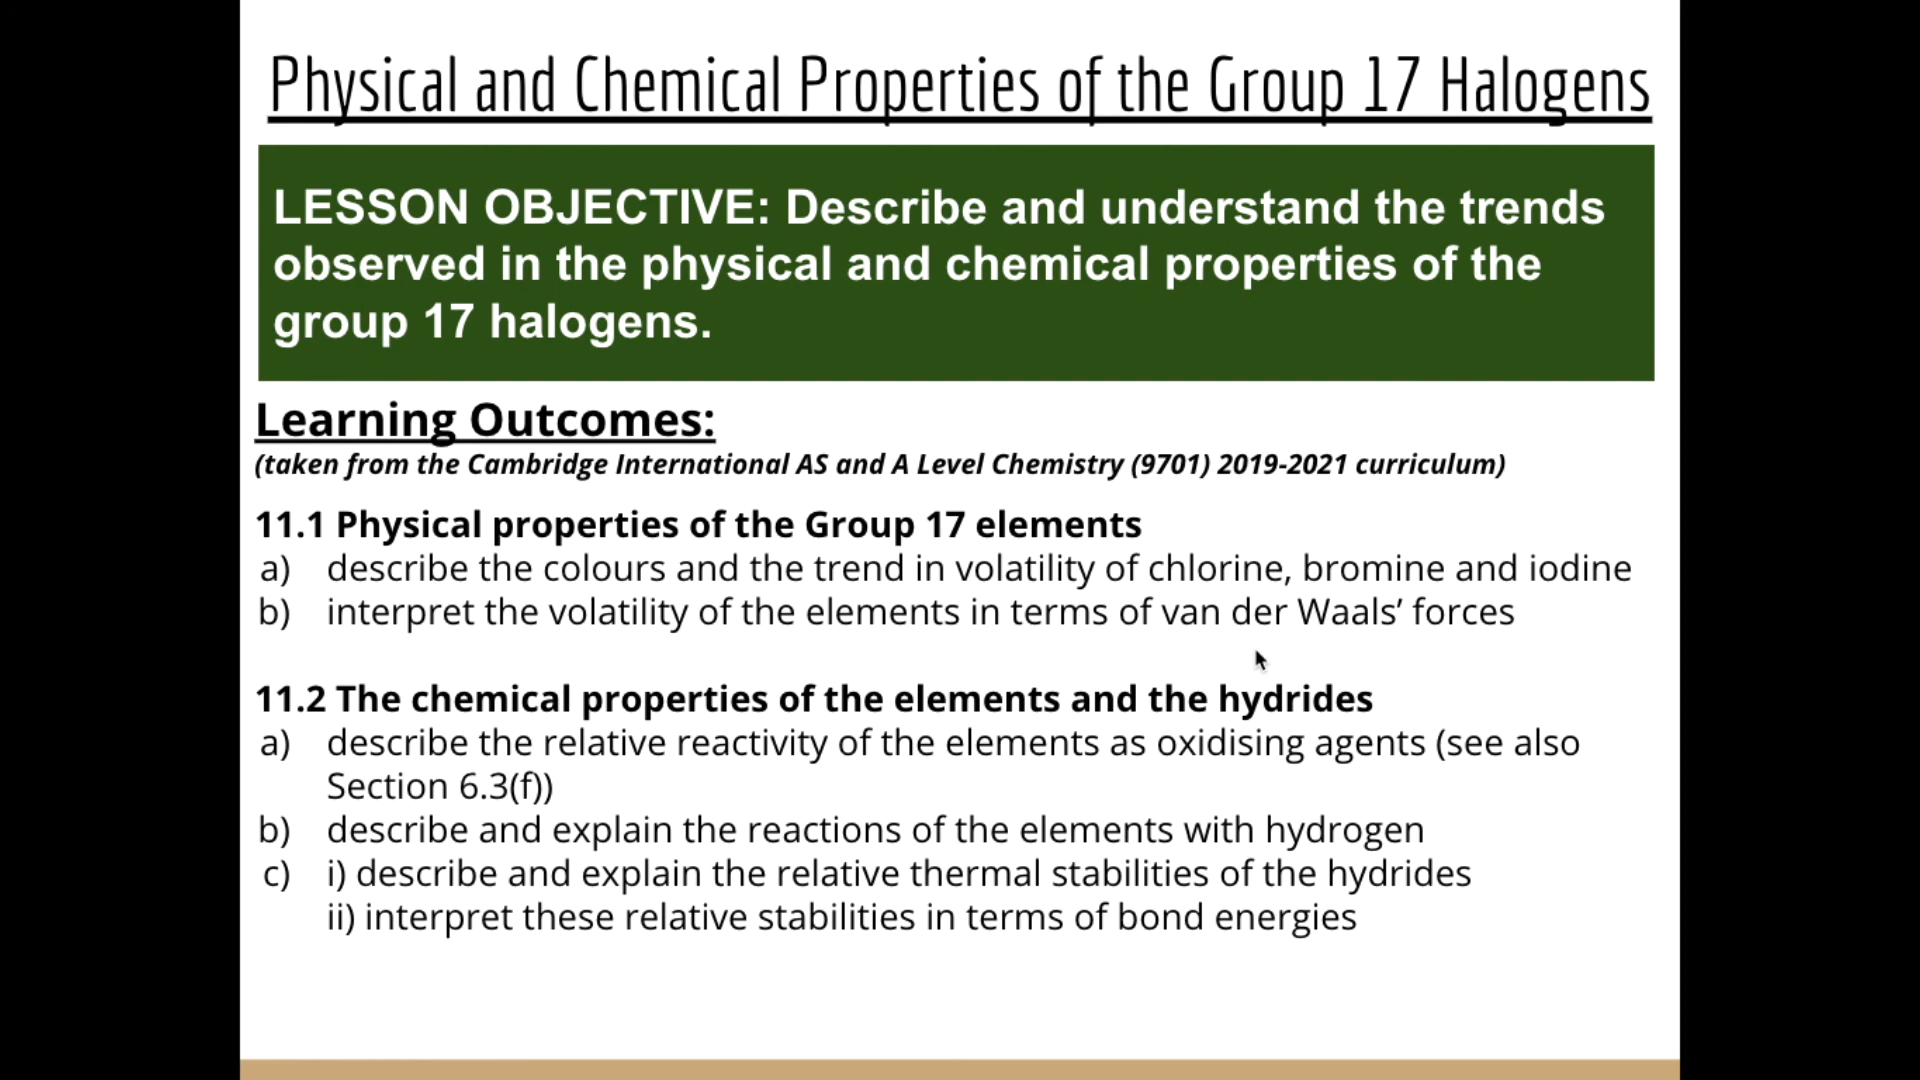 Physical and Chemical Properties of the Group 17 Halogens
LESSON OBJECTIVE: Describe and understand the trends
observed in the physical and chemical properties of the
group 17 halogens.
Learning Outcomes:
(taken from the Cambridge International AS and A Level Chemistry (9701) 2019-2021 curriculum)
11.1 Physical properties of the Group 17 elements
a) describe the colours and the trend in volatility of chlorine, bromine and iodine
b) interpret the volatility of the elements in terms of van der Waals’ forces
11.2 The chemical properties of the elements and the hydrides
a) describe the relative reactivity of the elements as oxidising agents (see also
Section 6.3(f))
b) describe and explain the reactions of the elements with hydrogen
c) i) describe and explain the relative thermal stabilities of the hydrides
ii) interpret these relative stabilities in terms of bond energies